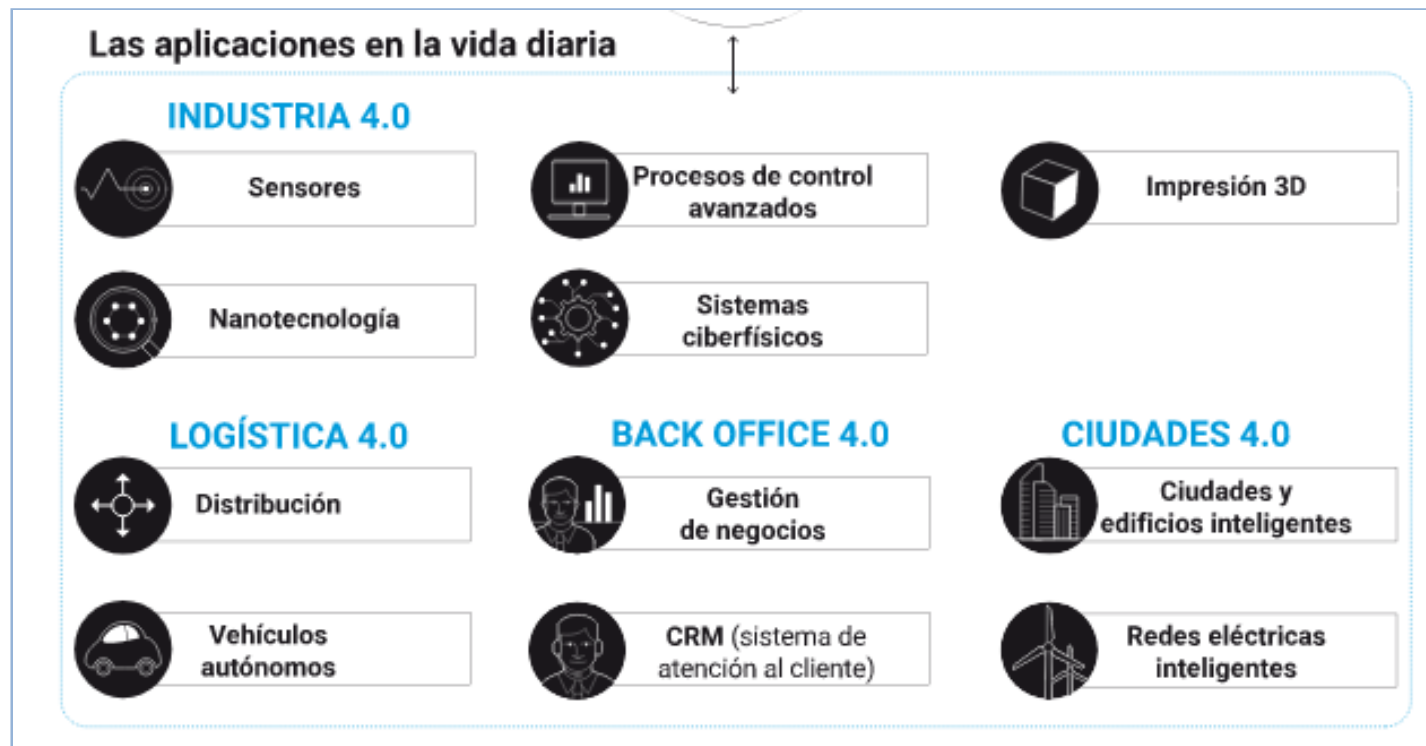 Las aplicaciones en la vida diaria
INDUSTRIA 4.0
Sensores
Procesos de control
avanzados
Impresión 3D
Nanotecnología
Sistemas
ciberfísicos
LOGÍSTICA 4.0
BACK OFFICE 4.0
CIUDADES 4.0
Distribución
Gestión
de negocios
Ciudades y
edificios inteligentes
Vehículos
autónomos
CRM (sistema de
atención al cliente)
Redes eléctricas
inteligentes